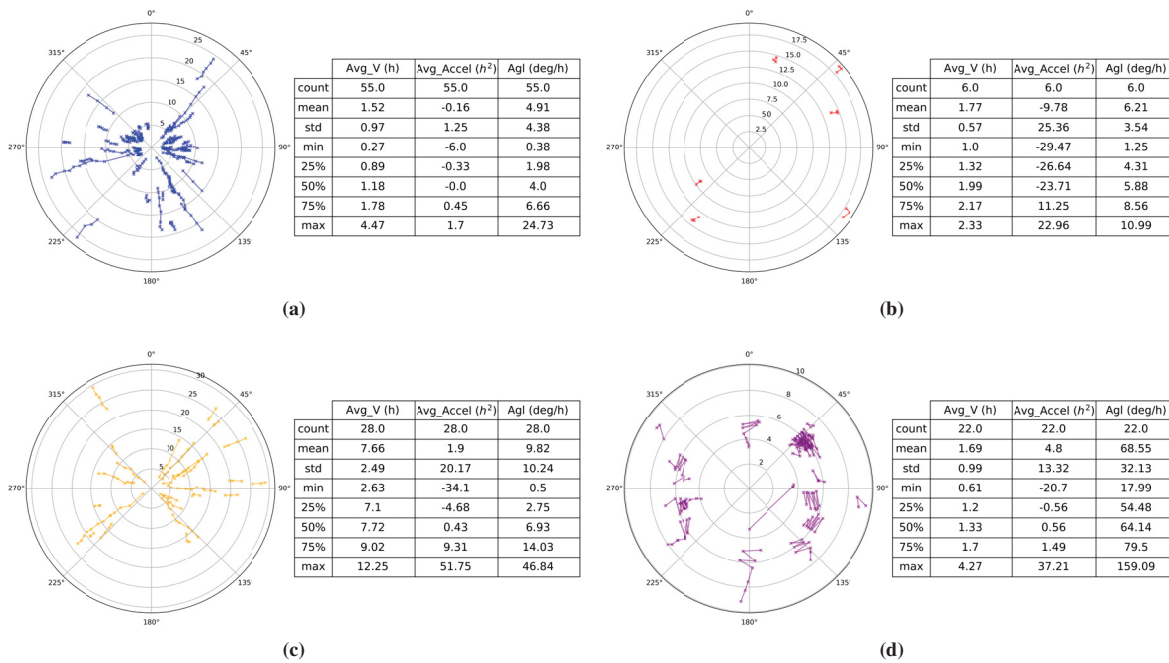 0°
45°
90°
135
180°
225°
270°
315°
5
10
15
20
25
Avg_V (h) Avg_Accel (h²) Agl (deg/h)
count 55.0 55.0 55.0
mean 1.52 -0.16 4.91
std 0.97 1.25 4.38
min 0.27 -6.0 0.38
25% 0.89 -0.33 1.98
50% 1.18 -0.0 4.0
75% 1.78 0.45 6.66
max 4.47 1.7 24.73
(a)
0°
45°
90°
135
180°
225°
270°
315°
2.5
50
7.5
10.0
12.5
15.0
17.5
Avg_V (h) Avg_Accel (h²) Agl (deg/h)
count 6.0 6.0 6.0
mean 1.77 -9.78 6.21
std 0.57 25.36 3.54
min 1.0 -29.47 1.25
25% 1.32 -26.64 4.31
50% 1.99 -23.71 5.88
75% 2.17 11.25 8.56
max 2.33 22.96 10.99
(b)
0°
45°
90°
135
180°
225°
270°
315°
5
10
15
20
25
30
Avg_V (h) Avg_Accel (h²) Agl (deg/h)
count 28.0 28.0 28.0
mean 7.66 1.9 9.82
std 2.49 20.17 10.24
min 2.63 -34.1 0.5
25% 7.1 -4.68 2.75
50% 7.72 0.43 6.93
75% 9.02 9.31 14.03
max 12.25 51.75 46.84
(c)
0°
45°
90°
135
180°
225°
270°
315°
2
4
6
8
10
Avg_V (h) Avg_Accel (h²) Agl (deg/h)
count 22.0 22.0 22.0
mean 1.69 4.8 68.55
std 0.99 13.32 32.13
min 0.61 -20.7 17.99
25% 1.2 -0.56 54.48
50% 1.33 0.56 64.14
75% 1.7 1.49 79.5
max 4.27 37.21 159.09
(d)